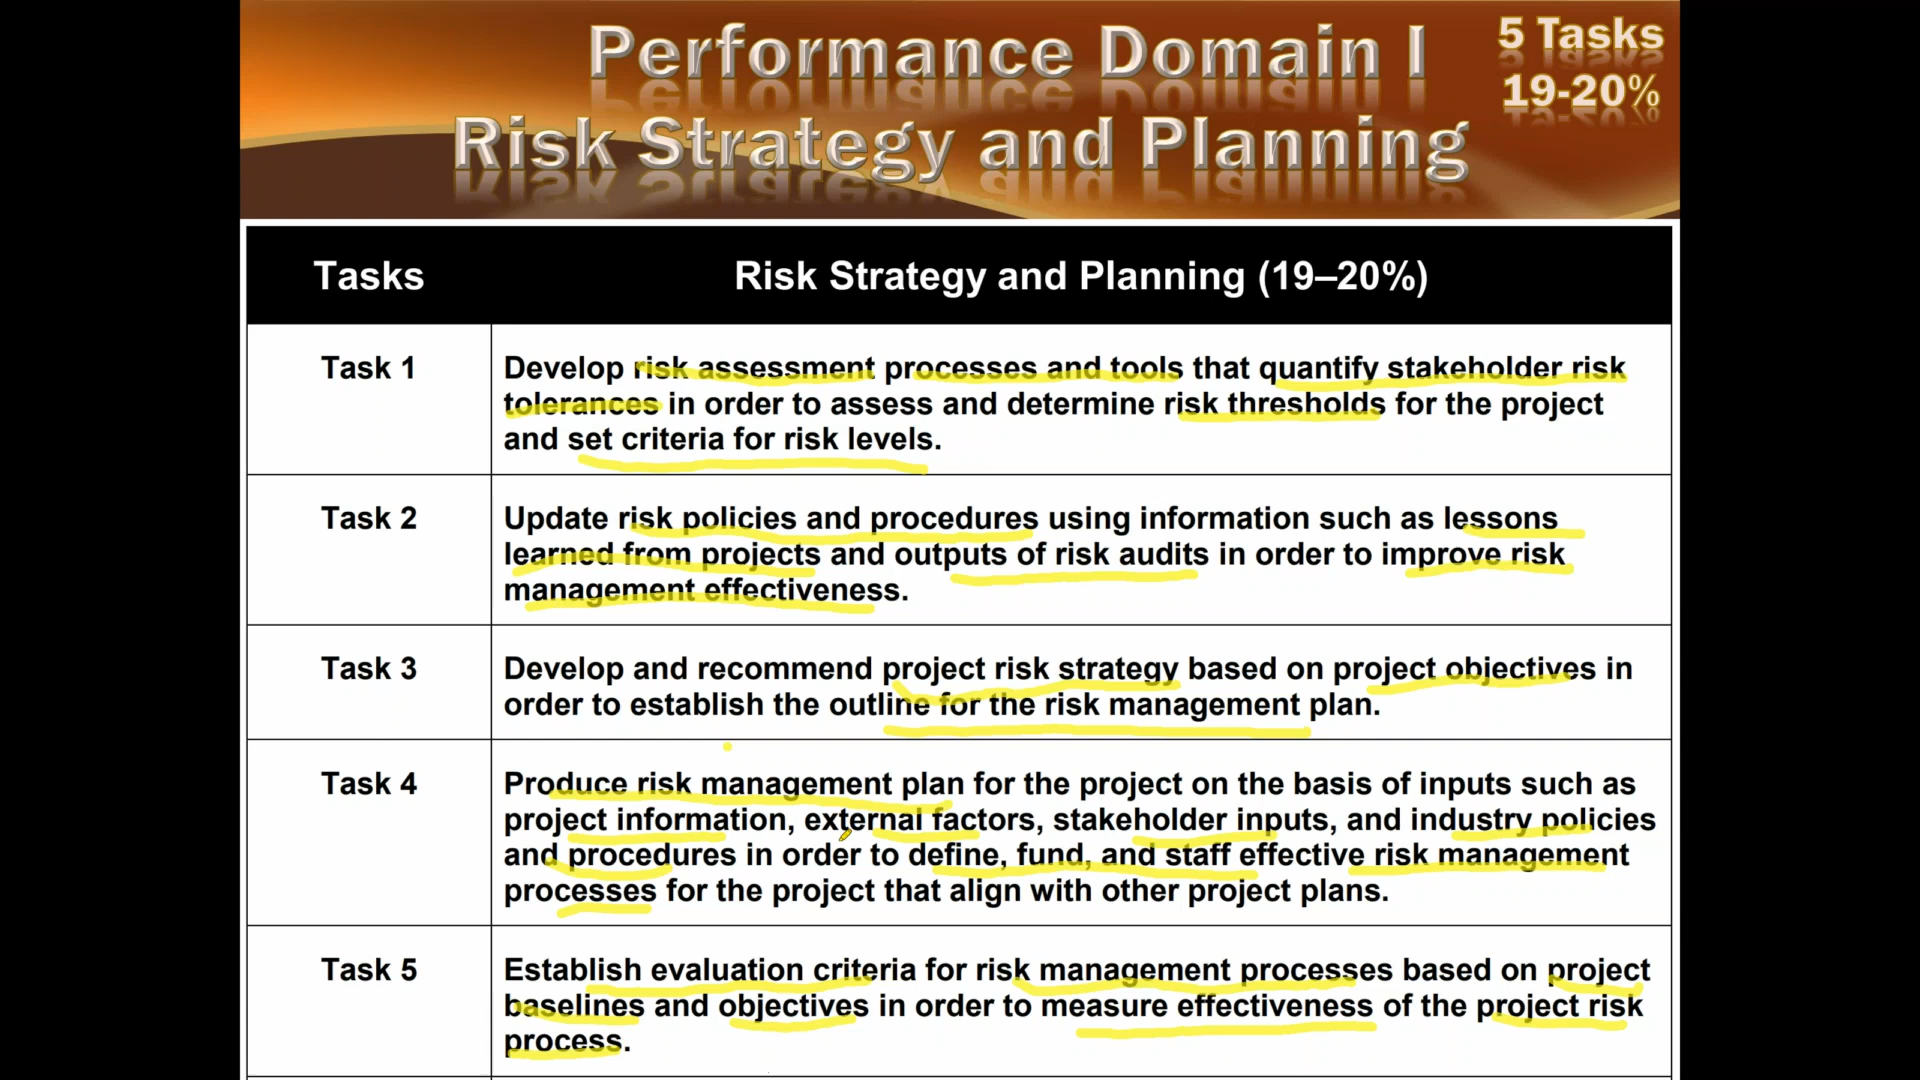 Performance Domain I
Risk Strategy and Planning
5 Tasks
19-20%
Tasks
Risk Strategy and Planning (19–20%)
Task 1
Develop risk assessment processes and tools that quantify stakeholder risk
tolerances in order to assess and determine risk thresholds for the project
and set criteria for risk levels.
Task 2
Update risk policies and procedures using information such as lessons
learned from projects and outputs of risk audits in order to improve risk
management effectiveness.
Task 3
Develop and recommend project risk strategy based on project objectives in
order to establish the outline for the risk management plan.
Task 4
Produce risk management plan for the project on the basis of inputs such as
project information, external factors, stakeholder inputs, and industry policies
and procedures in order to define, fund, and staff effective risk management
processes for the project that align with other project plans.
Task 5
Establish evaluation criteria for risk management processes based on project
baselines and objectives in order to measure effectiveness of the project risk
process.